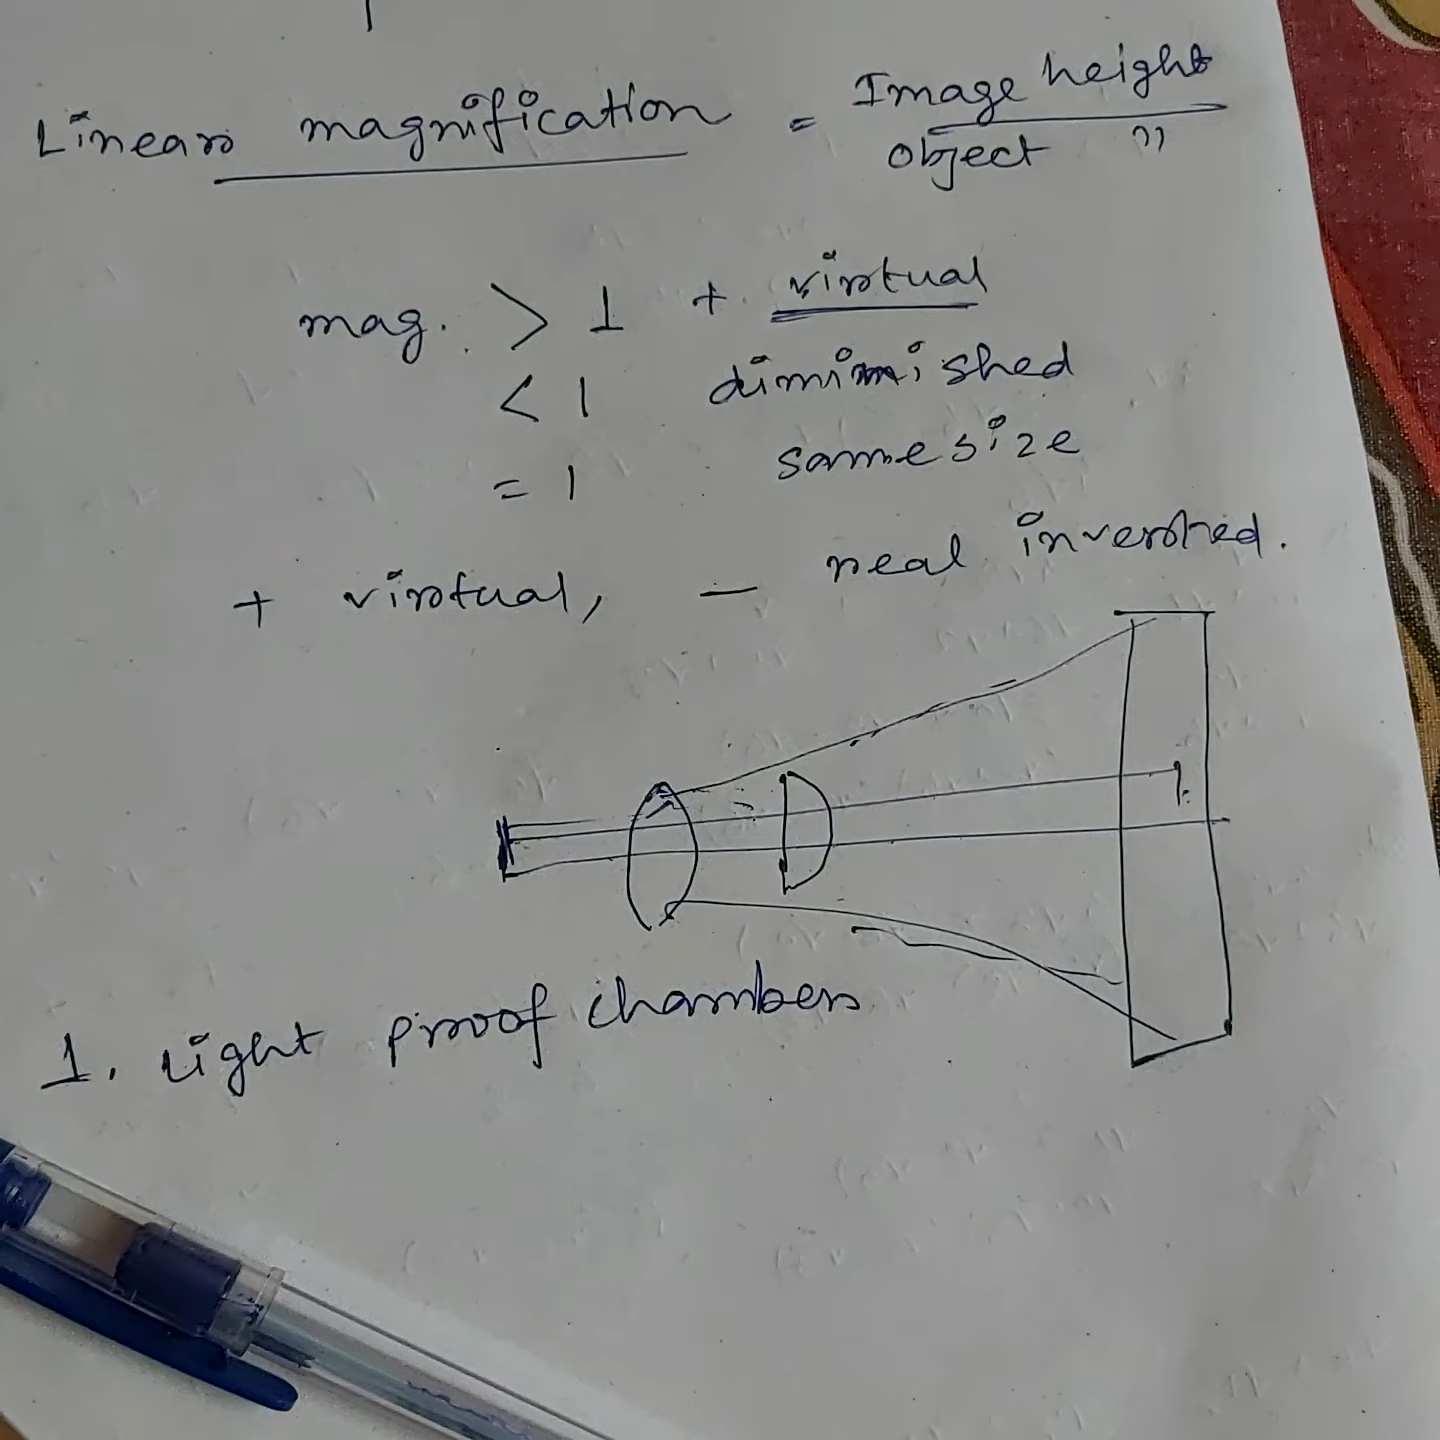 Linear magnification = Image height
object "
mag. > 1 + virtual
< 1 diminished
= 1 same size
+ virtual, - real inverted.
1. Light proof chamber